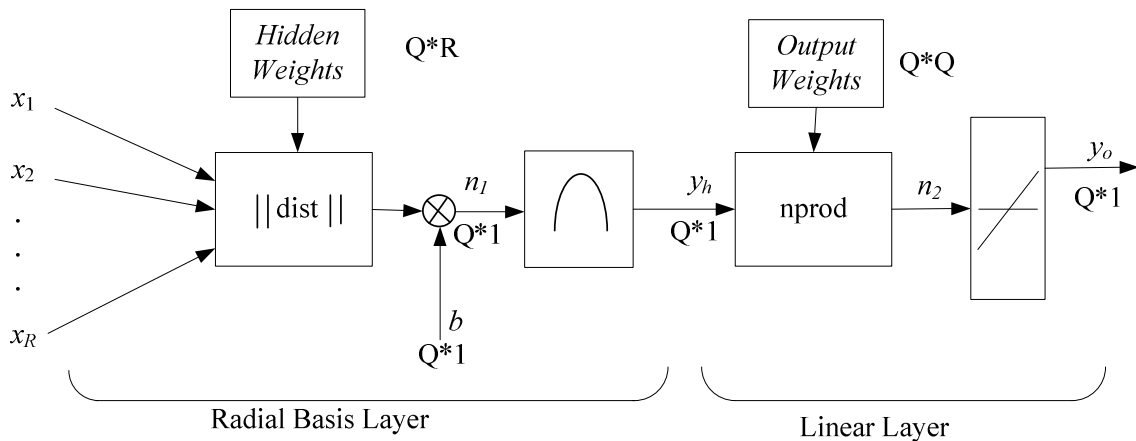 Hidden
Weights
Q*R
Output
Weights
Q*Q
x1
x2
.
.
.
xR
|| dist ||
n1
Q*1
b
Q*1
yh
Q*1
nprod
n2
yo
Q*1
Radial Basis Layer
Linear Layer